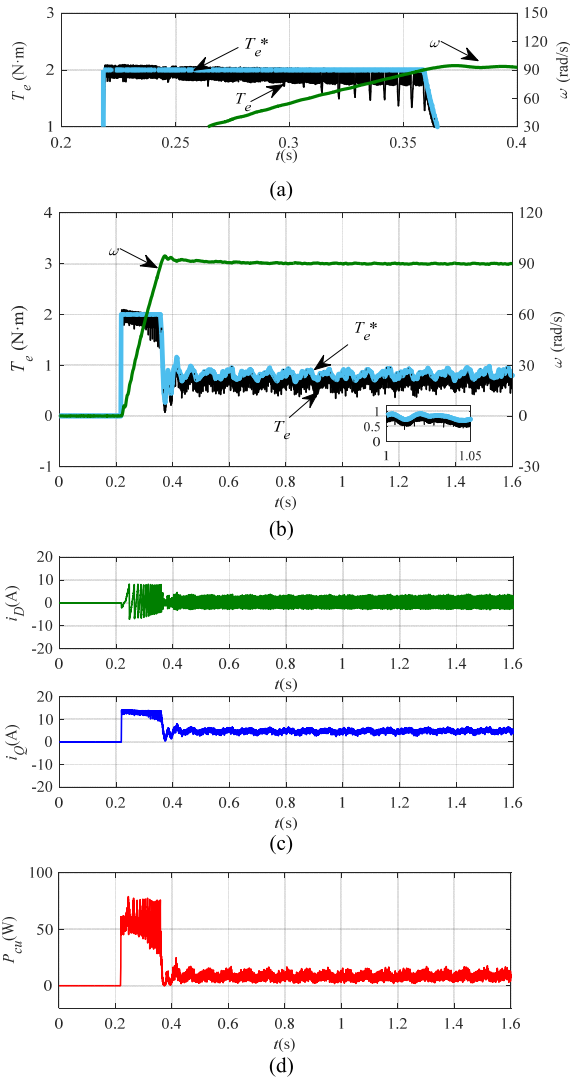 3
2
1
T_e (N·m)
T_e*
T_e
ω
150
120
90
60
30
ω (rad/s)
0.2 0.25 0.3 0.35 0.4
t(s)
(a)
4
3
2
1
0
-1
T_e (N·m)
ω
T_e*
T_e
1
0.5
0
1 1.05
120
90
60
30
0
-30
ω (rad/s)
0 0.2 0.4 0.6 0.8 1 1.2 1.4 1.6
t(s)
(b)
20
10
0
-10
-20
i_D(A)
0 0.2 0.4 0.6 0.8 1 1.2 1.4 1.6
t(s)
20
10
0
-10
-20
i_Q(A)
0 0.2 0.4 0.6 0.8 1 1.2 1.4 1.6
t(s)
(c)
100
50
0
P_cu(W)
0 0.2 0.4 0.6 0.8 1 1.2 1.4 1.6
t(s)
(d)